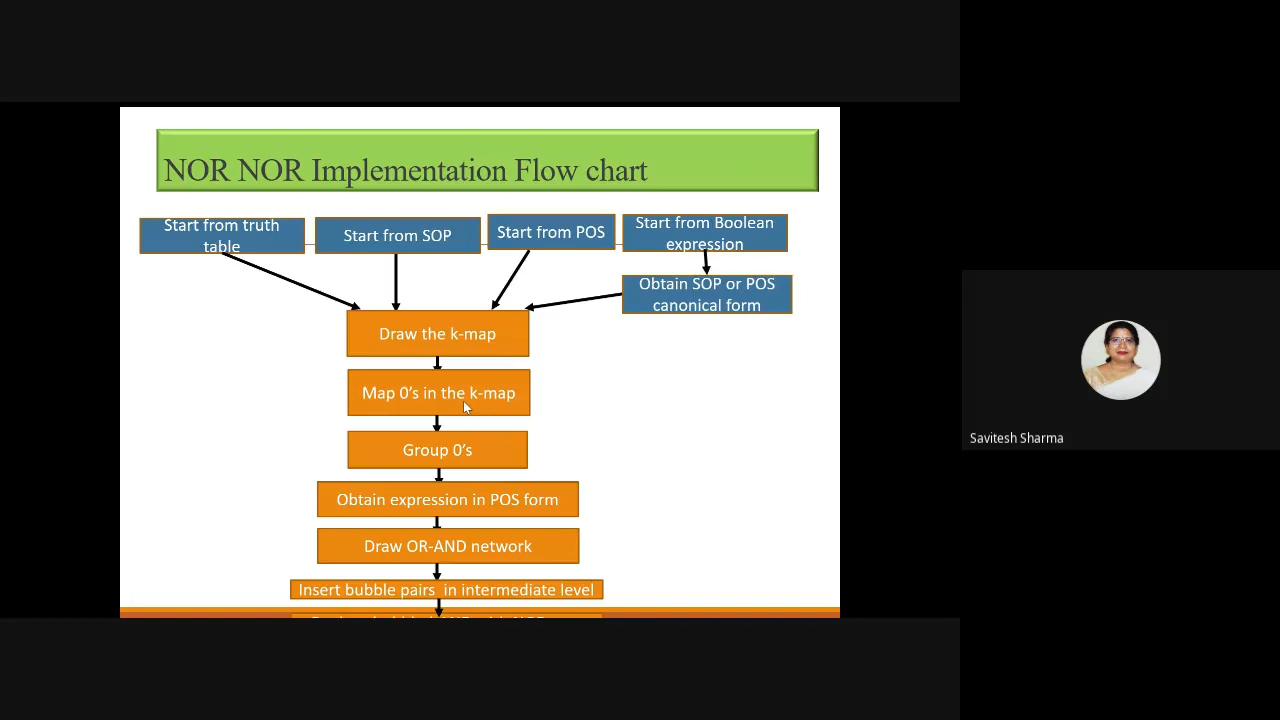 NOR NOR Implementation Flow chart
Start from truth
table
Start from SOP
Start from POS
Start from Boolean
expression
Obtain SOP or POS
canonical form
Draw the k-map
Map 0's in the k-map
Group 0's
Obtain expression in POS form
Draw OR-AND network
Insert bubble pairs in intermediate level
Savitesh Sharma